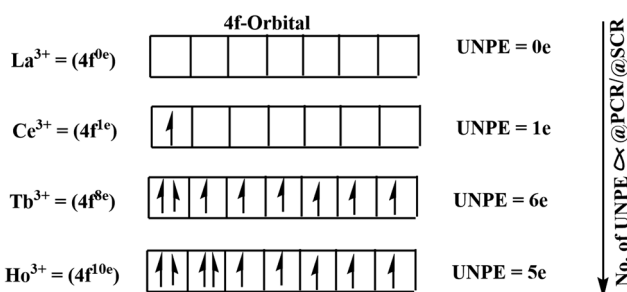 4f-Orbital
La³⁺ = (4f⁰ᵉ) UNPE = 0e
Ce³⁺ = (4f¹ᵉ) UNPE = 1e
Tb³⁺ = (4f⁸ᵉ) UNPE = 6e
Ho³⁺ = (4f¹⁰ᵉ) UNPE = 5e
No. of UNPE ∝ @PCR/@SCR